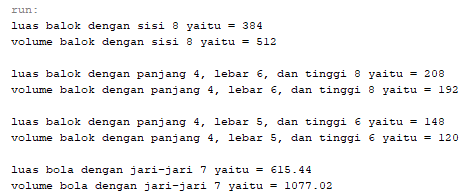 run:
luas balok dengan sisi 8 yaitu = 384
volume balok dengan sisi 8 yaitu = 512
luas balok dengan panjang 4, lebar 6, dan tinggi 8 yaitu = 208
volume balok dengan panjang 4, lebar 6, dan tinggi 8 yaitu = 192
luas balok dengan panjang 4, lebar 5, dan tinggi 6 yaitu = 148
volume balok dengan panjang 4, lebar 5, dan tinggi 6 yaitu = 120
luas bola dengan jari-jari 7 yaitu = 615.44
volume bola dengan jari-jari 7 yaitu = 1077.02